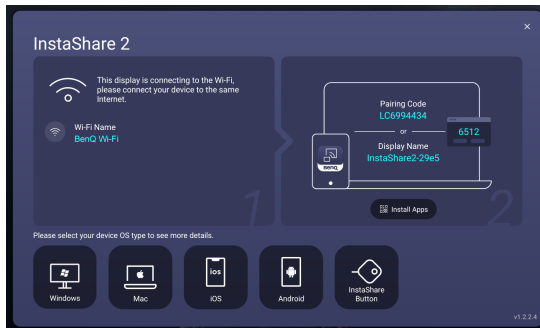 InstaShare 2
This display is connecting to the Wi-Fi,
please connect your device to the same
Internet.
Wi-Fi Name
BenQ Wi-Fi
1
Pairing Code
LC6994434
or
Display Name
InstaShare2-29e5
6512
BenQ
Install Apps
2
Please select your device OS type to see more details.
Windows
Mac
ios
iOS
Android
InstaShare
Button
v1.2.2.4